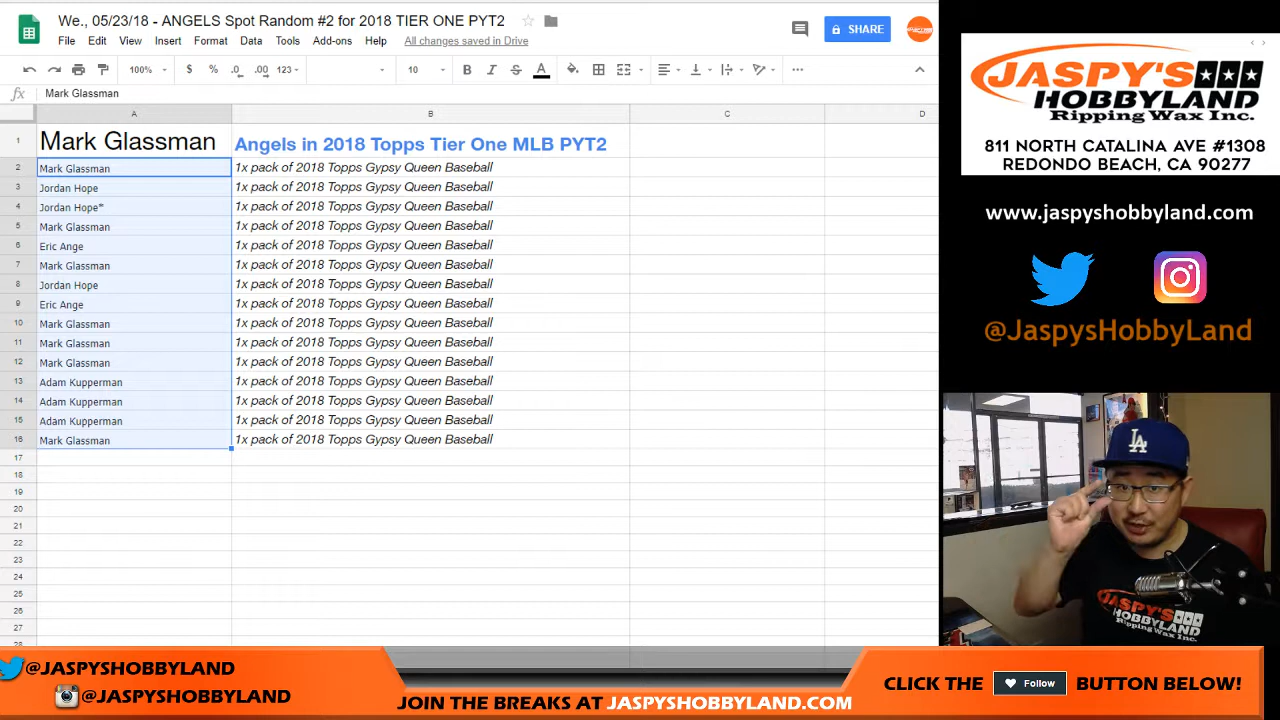 We., 05/23/18 - ANGELS Spot Random #2 for 2018 TIER ONE PYT2
File Edit View Insert Format Data Tools Add-ons Help All changes saved in Drive
SHARE
100% $ % .0 .00 123 10 B I S A
fx Mark Glassman
A B C D
1 Mark Glassman Angels in 2018 Topps Tier One MLB PYT2
2 Mark Glassman 1x pack of 2018 Topps Gypsy Queen Baseball
3 Jordan Hope 1x pack of 2018 Topps Gypsy Queen Baseball
4 Jordan Hope* 1x pack of 2018 Topps Gypsy Queen Baseball
5 Mark Glassman 1x pack of 2018 Topps Gypsy Queen Baseball
6 Eric Ange 1x pack of 2018 Topps Gypsy Queen Baseball
7 Mark Glassman 1x pack of 2018 Topps Gypsy Queen Baseball
8 Jordan Hope 1x pack of 2018 Topps Gypsy Queen Baseball
9 Eric Ange 1x pack of 2018 Topps Gypsy Queen Baseball
10 Mark Glassman 1x pack of 2018 Topps Gypsy Queen Baseball
11 Mark Glassman 1x pack of 2018 Topps Gypsy Queen Baseball
12 Mark Glassman 1x pack of 2018 Topps Gypsy Queen Baseball
13 Adam Kupperman 1x pack of 2018 Topps Gypsy Queen Baseball
14 Adam Kupperman 1x pack of 2018 Topps Gypsy Queen Baseball
15 Adam Kupperman 1x pack of 2018 Topps Gypsy Queen Baseball
16 Mark Glassman 1x pack of 2018 Topps Gypsy Queen Baseball
17
18
19
20
21
22
23
24
25
26
27
28
JASPY'S
HOBBYLAND
Ripping Wax Inc.
811 NORTH CATALINA AVE #1308
REDONDO BEACH, CA 90277
www.jaspyshobbyland.com
@JaspysHobbyLand
LA
JASPY'S
HOBBYLAND
Ripping Wax Inc.
@JASPYSHOBBYLAND
@JASPYSHOBBYLAND
JOIN THE BREAKS AT JASPYSHOBBYLAND.COM
CLICK THE Follow BUTTON BELOW!